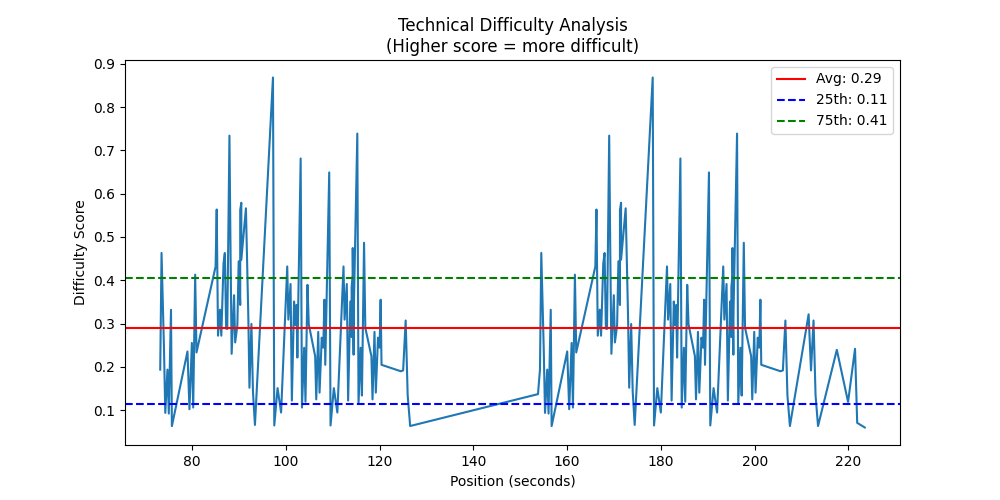 Technical Difficulty Analysis
(Higher score = more difficult)
Avg: 0.29
25th: 0.11
75th: 0.41
Difficulty Score
0.9
0.8
0.7
0.6
0.5
0.4
0.3
0.2
0.1
80 100 120 140 160 180 200 220
Position (seconds)